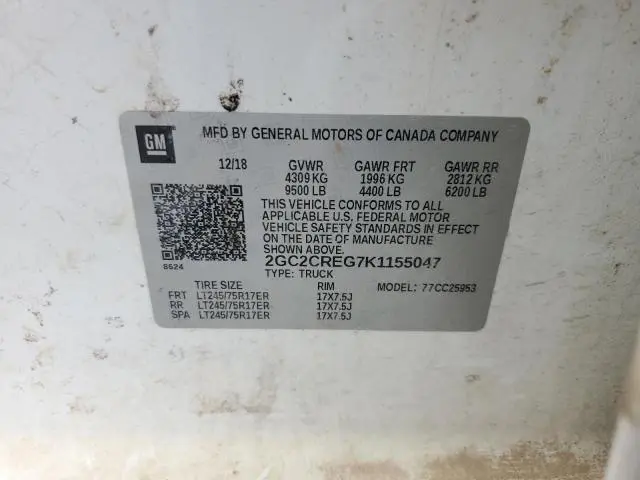 GM
MFD BY GENERAL MOTORS OF CANADA COMPANY
12/18 GVWR GAWR FRT GAWR RR
4309 KG 1996 KG 2812 KG
9500 LB 4400 LB 6200 LB
THIS VEHICLE CONFORMS TO ALL
APPLICABLE U.S. FEDERAL MOTOR
VEHICLE SAFETY STANDARDS IN EFFECT
ON THE DATE OF MANUFACTURE
SHOWN ABOVE.
8624
2GC2CREG7K1155047
TYPE: TRUCK
MODEL: 77CC25953
TIRE SIZE RIM
FRT LT245/75R17ER 17X7.5J
RR LT245/75R17ER 17X7.5J
SPA LT245/75R17ER 17X7.5J